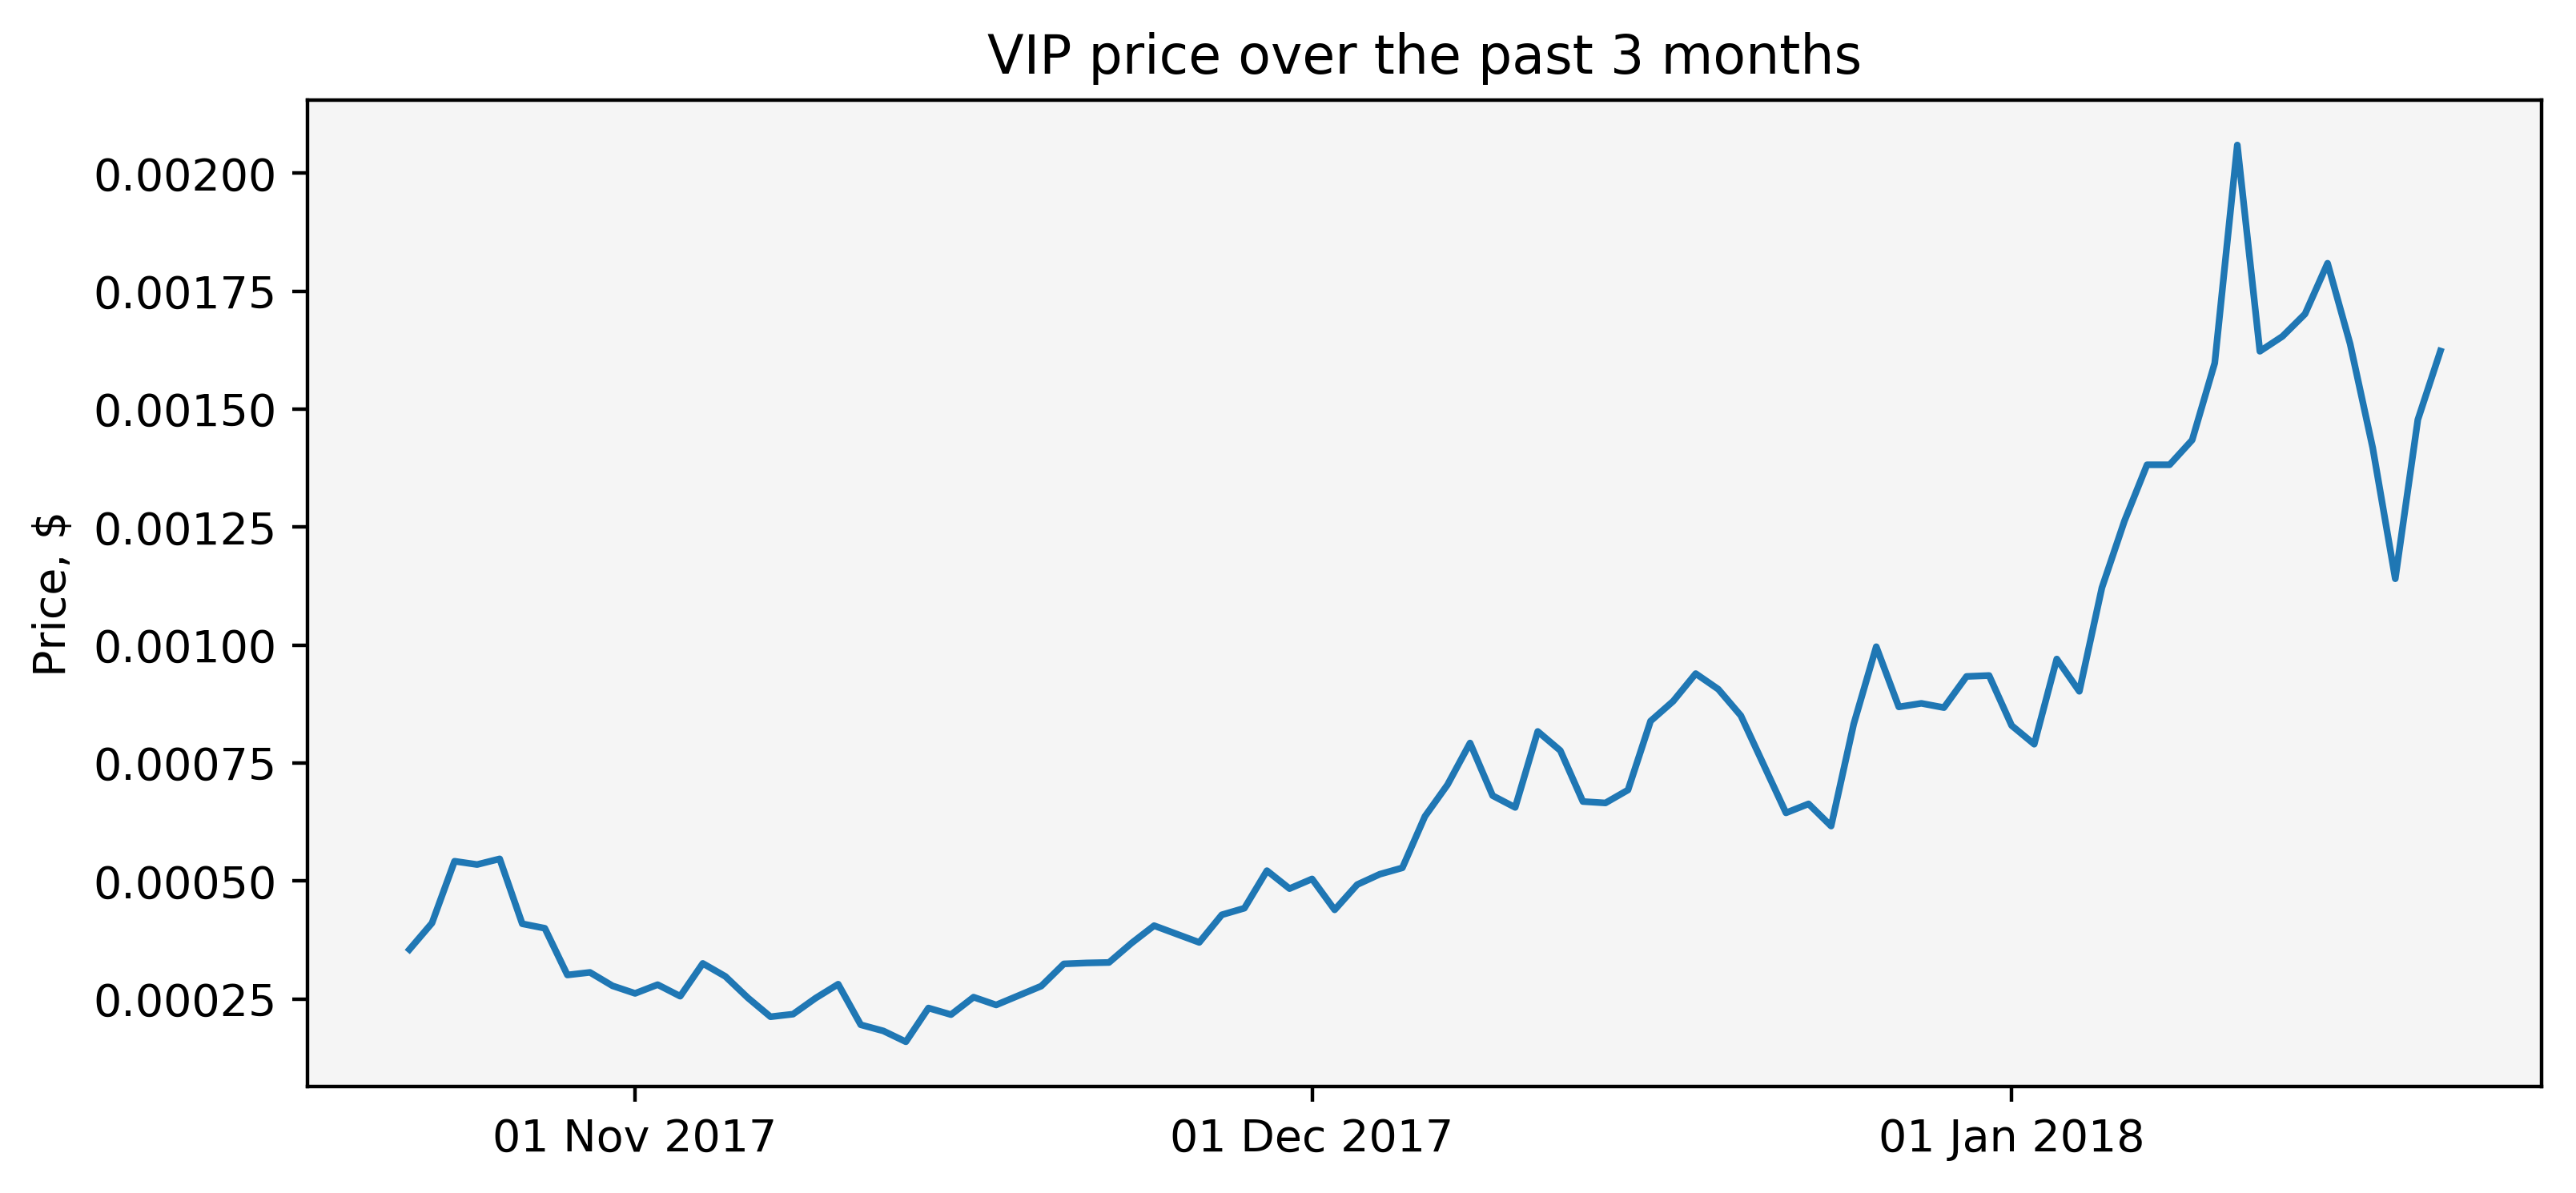 VIP price over the past 3 months
Price, $
0.00200
0.00175
0.00150
0.00125
0.00100
0.00075
0.00050
0.00025
01 Nov 2017
01 Dec 2017
01 Jan 2018